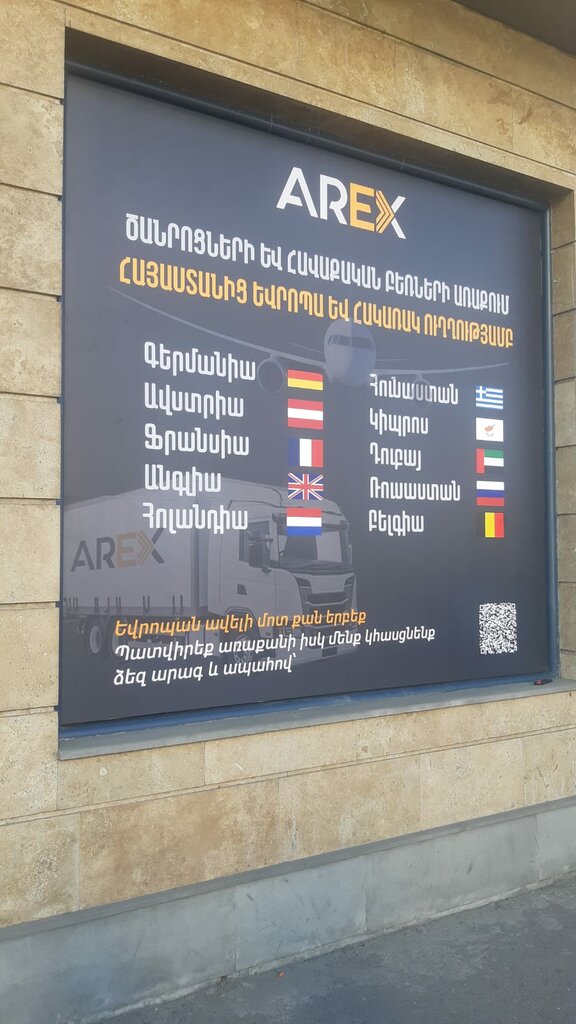 AREX
ԾԱՆՐՈՑՆԵՐԻ ԵՎ ՀԱՎԱՔԱԿԱՆ ԲԵՌՆԵՐԻ ԱՌԱՔՈՒՄ
ՀԱՅԱՍՏԱՆԻՑ ԵՎՐՈՊԱ ԵՎ ՀԱԿԱՌԱԿ ՈՒՂՂՈՒԹՅԱՄԲ
Գերմանիա
Ավստրիա
Ֆրանսիա
Անգլիա
Հոլանդիա
Հունաստան
Կիպրոս
Դուբայ
Ռուսաստան
Բելգիա
AREX
Եվրոպան ավելի մոտ քան երբեք
Պատվիրեք առաքանի իսկ մենք կհասցնենք
ձեզ արագ և ապահով՝